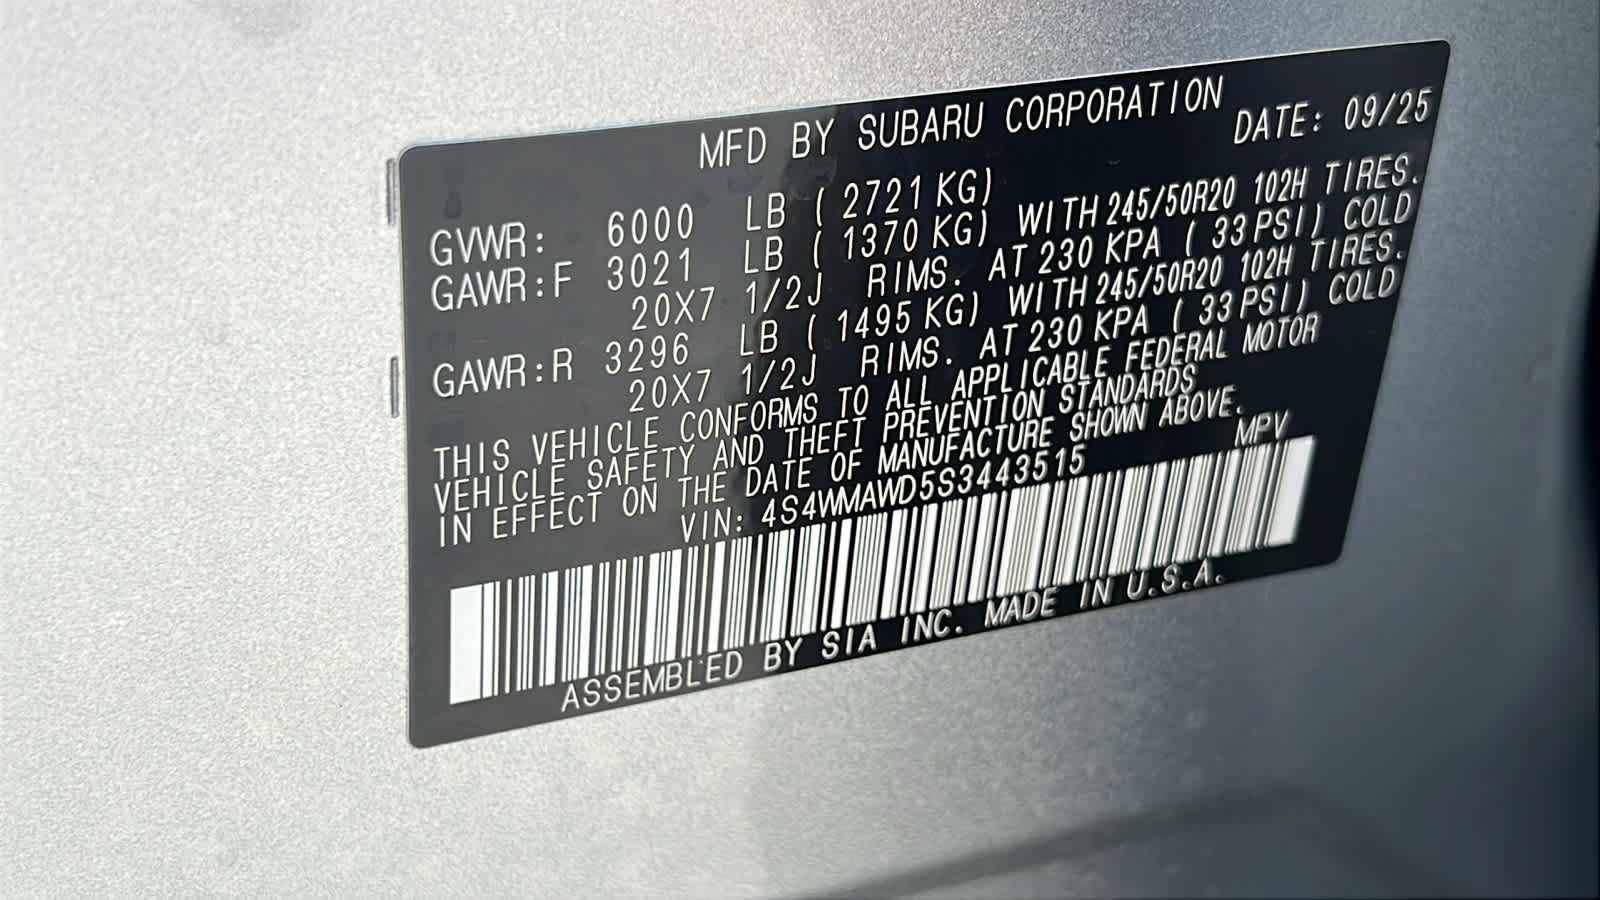 MFD BY SUBARU CORPORATION
DATE: 09/25
GVWR: 6000 LB ( 2721 KG)
GAWR:F 3021 LB ( 1370 KG) WITH 245/50R20 102H TIRES.
20X7 1/2J RIMS. AT 230 KPA ( 33 PSI) COLD
GAWR:R 3296 LB ( 1495 KG) WITH 245/50R20 102H TIRES.
20X7 1/2J RIMS. AT 230 KPA ( 33 PSI) COLD
THIS VEHICLE CONFORMS TO ALL APPLICABLE FEDERAL MOTOR
VEHICLE SAFETY AND THEFT PREVENTION STANDARDS
IN EFFECT ON THE DATE OF MANUFACTURE SHOWN ABOVE.
VIN: 4S4WMAWD5S3443515 MPV
ASSEMBLED BY SIA INC. MADE IN U.S.A.